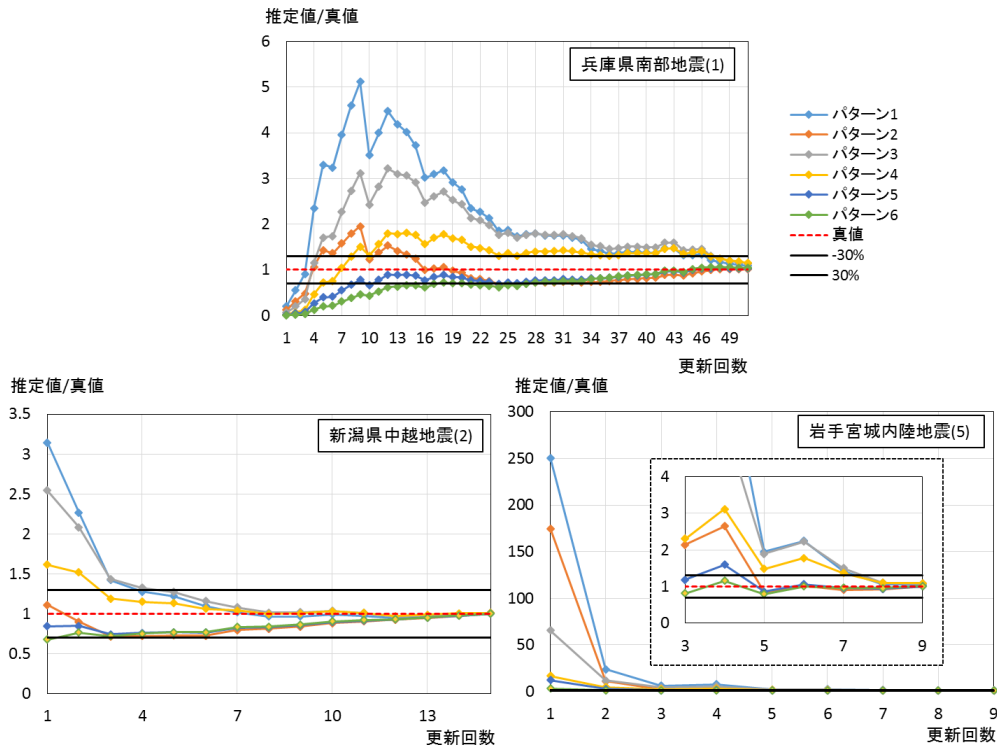 推定値/真値
兵庫県南部地震(1)
6
5
4
3
2
1
0
1 4 7 10 13 16 19 22 25 28 31 34 37 40 43 46 49
更新回数
パターン1
パターン2
パターン3
パターン4
パターン5
パターン6
真値
-30%
30%
推定値/真値
新潟県中越地震(2)
3.5
3
2.5
2
1.5
1
0.5
0
1 4 7 10 13
更新回数
推定値/真値
岩手宮城内陸地震(5)
300
250
200
150
100
50
0
1 2 3 4 5 6 7 8 9
更新回数
4
3
2
1
0
3 5 7 9